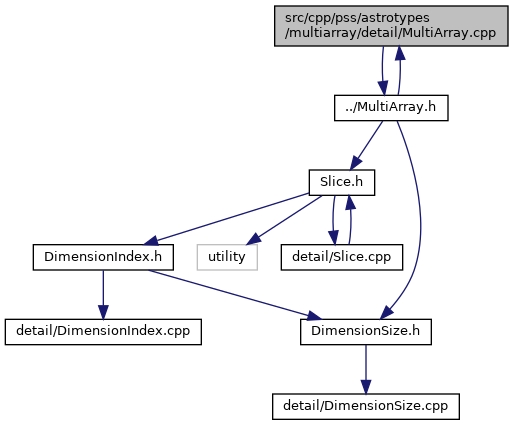 src/cpp/pss/astrotypes
/multiarray/detail/MultiArray.cpp
../MultiArray.h
Slice.h
DimensionIndex.h
utility
detail/Slice.cpp
detail/DimensionIndex.cpp
DimensionSize.h
detail/DimensionSize.cpp